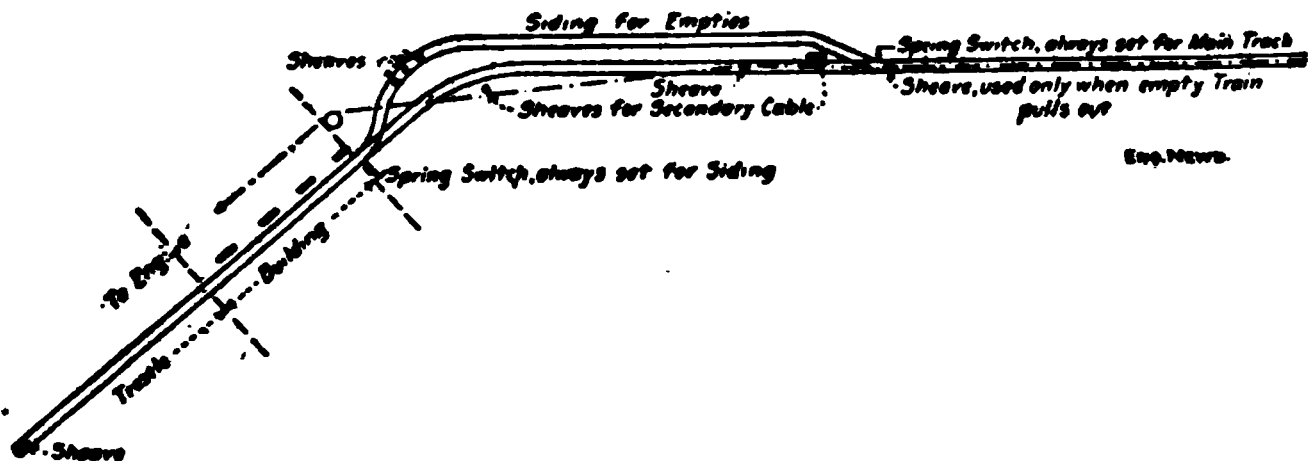 Siding for Empties
Spring Switch, always set for Main Track
Sheaves
Sheave
Sheave, used only when empty Train
pulls out
Sheaves for Secondary Cable
Eng. News.
Spring Switch, always set for Siding
Building
To Engine
Trestle
Sheave